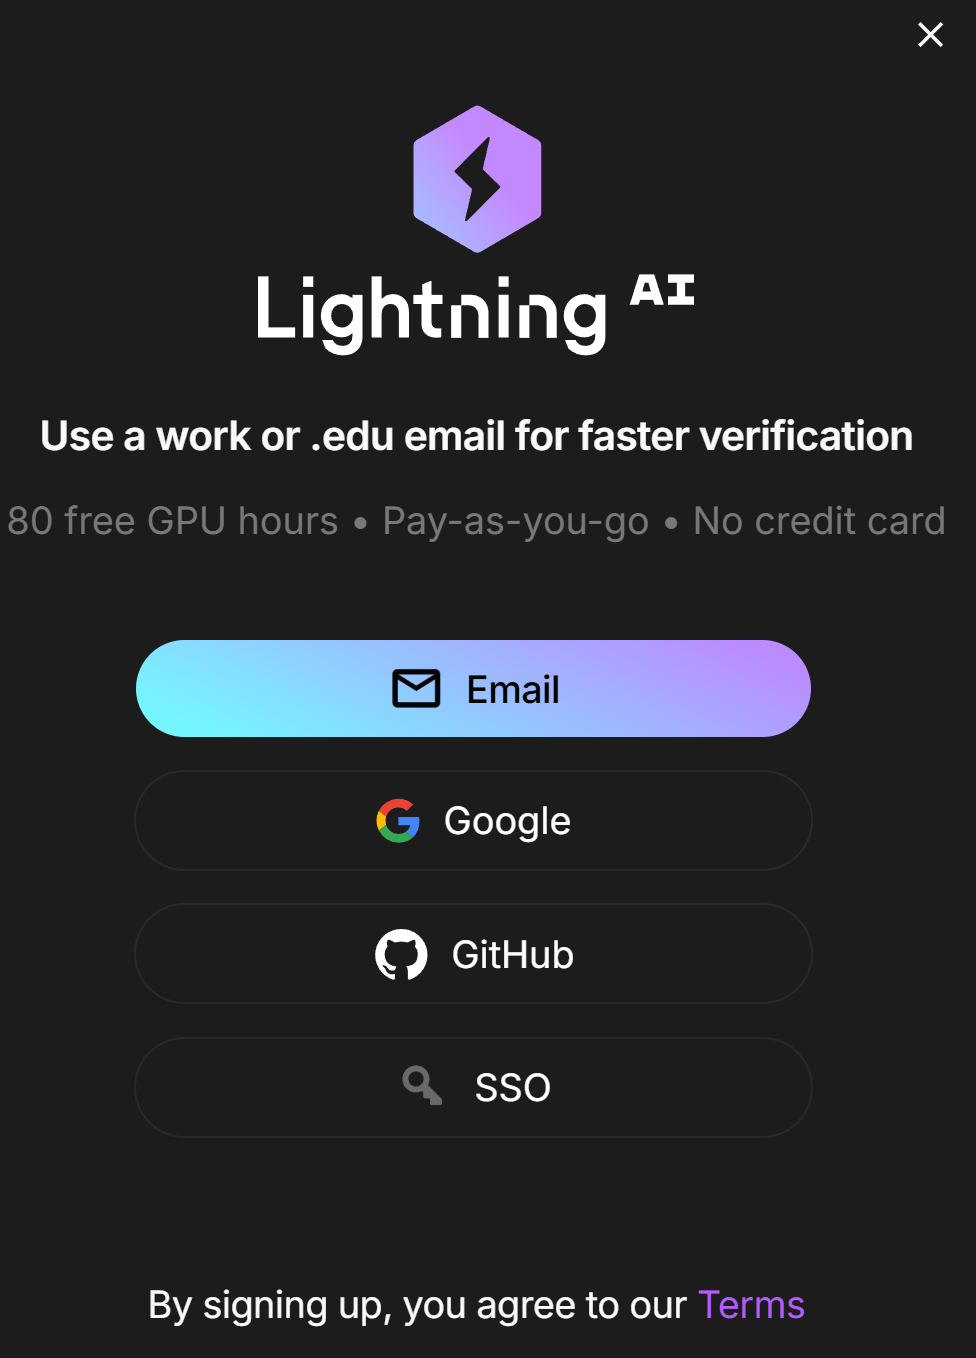 Lightning AI
Use a work or .edu email for faster verification
80 free GPU hours • Pay-as-you-go • No credit card
Email
Google
GitHub
SSO
By signing up, you agree to our Terms